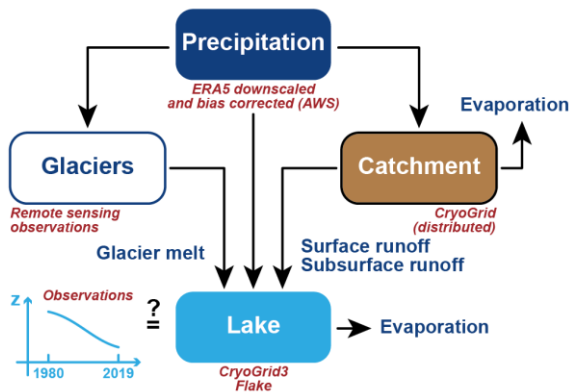 Precipitation
ERA5 downscaled
and bias corrected (AWS)
Evaporation
Glaciers
Catchment
Remote sensing
observations
CryoGrid
(distributed)
Glacier melt
Surface runoff
Subsurface runoff
Observations
z
?
=
Lake
Evaporation
1980
2019
CryoGrid3
Flake